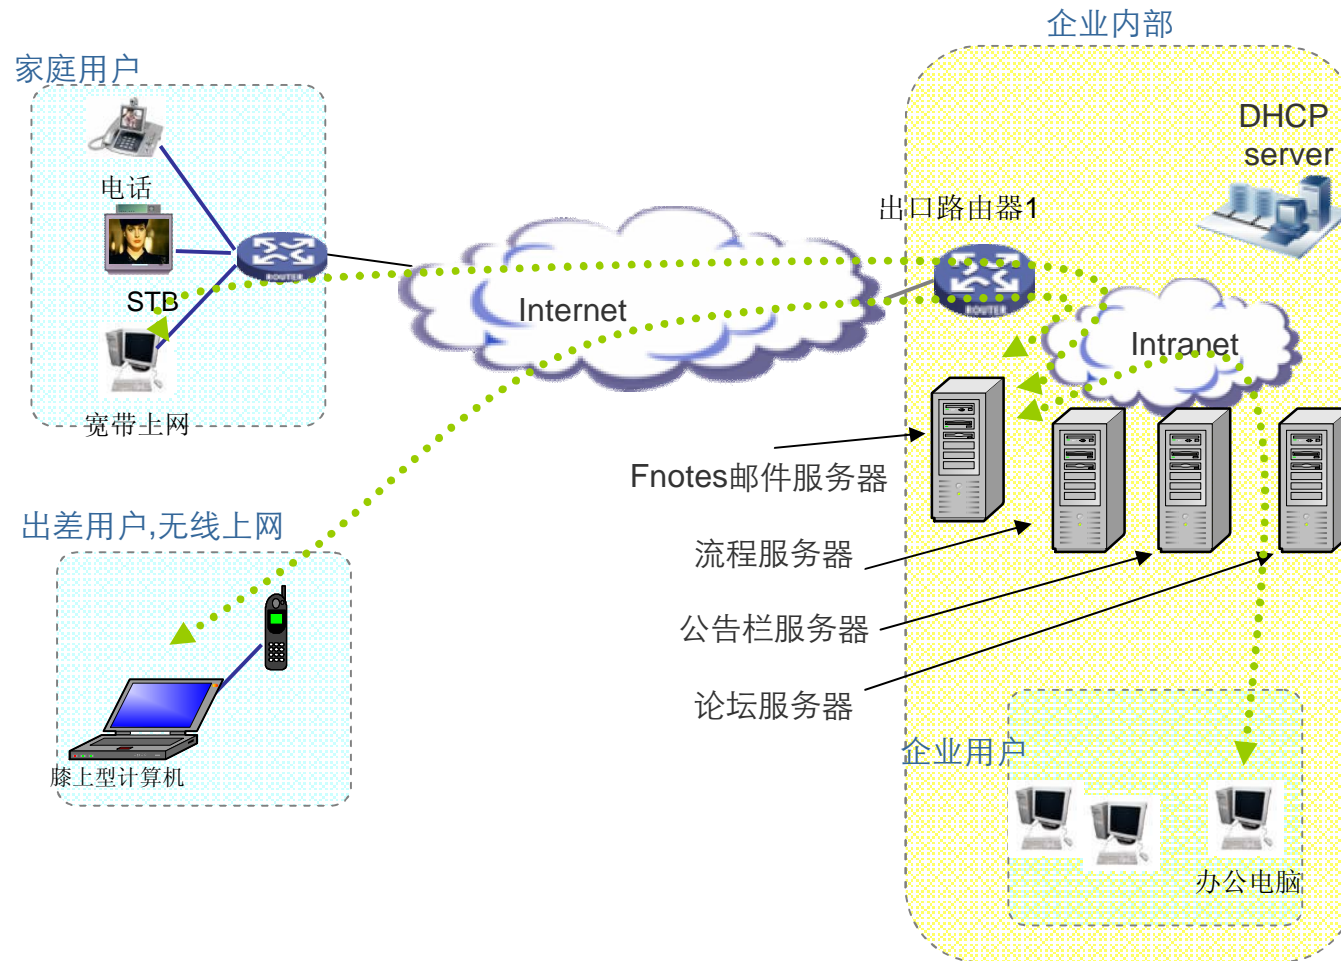 企业内部
家庭用户
DHCP
server
电话
出口路由器1
ROUTER
ROUTER
STB
Internet
Intranet
宽带上网
Fnotes邮件服务器
出差用户,无线上网
流程服务器
公告栏服务器
论坛服务器
企业用户
膝上型计算机
办公电脑